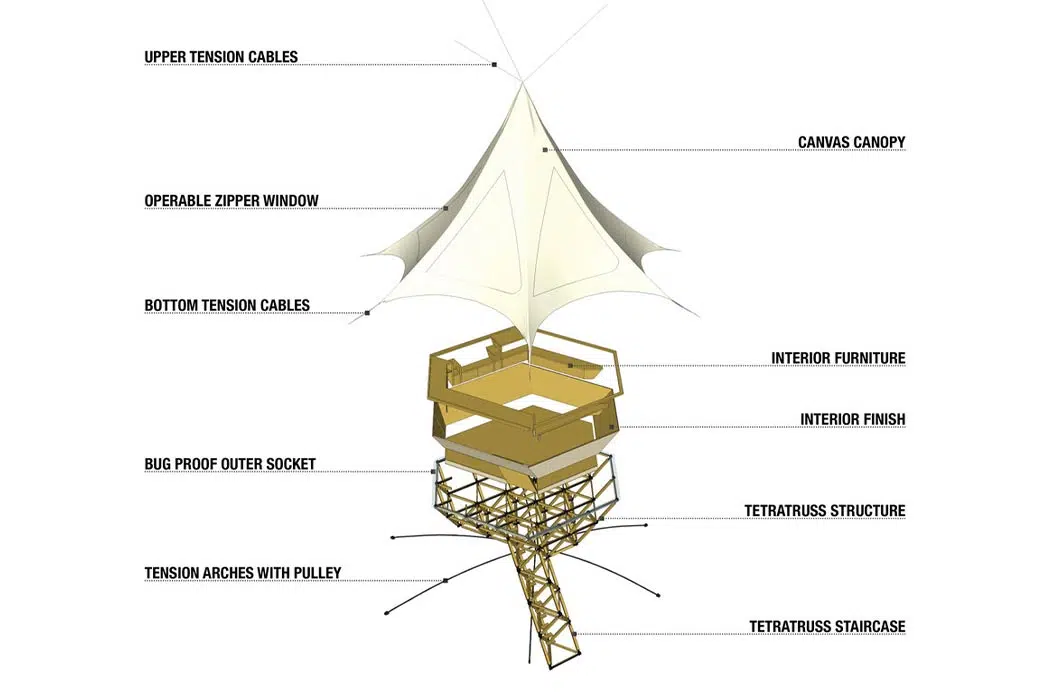 UPPER TENSION CABLES
CANVAS CANOPY
OPERABLE ZIPPER WINDOW
BOTTOM TENSION CABLES
INTERIOR FURNITURE
INTERIOR FINISH
BUG PROOF OUTER SOCKET
TETRATRUSS STRUCTURE
TENSION ARCHES WITH PULLEY
TETRATRUSS STAIRCASE